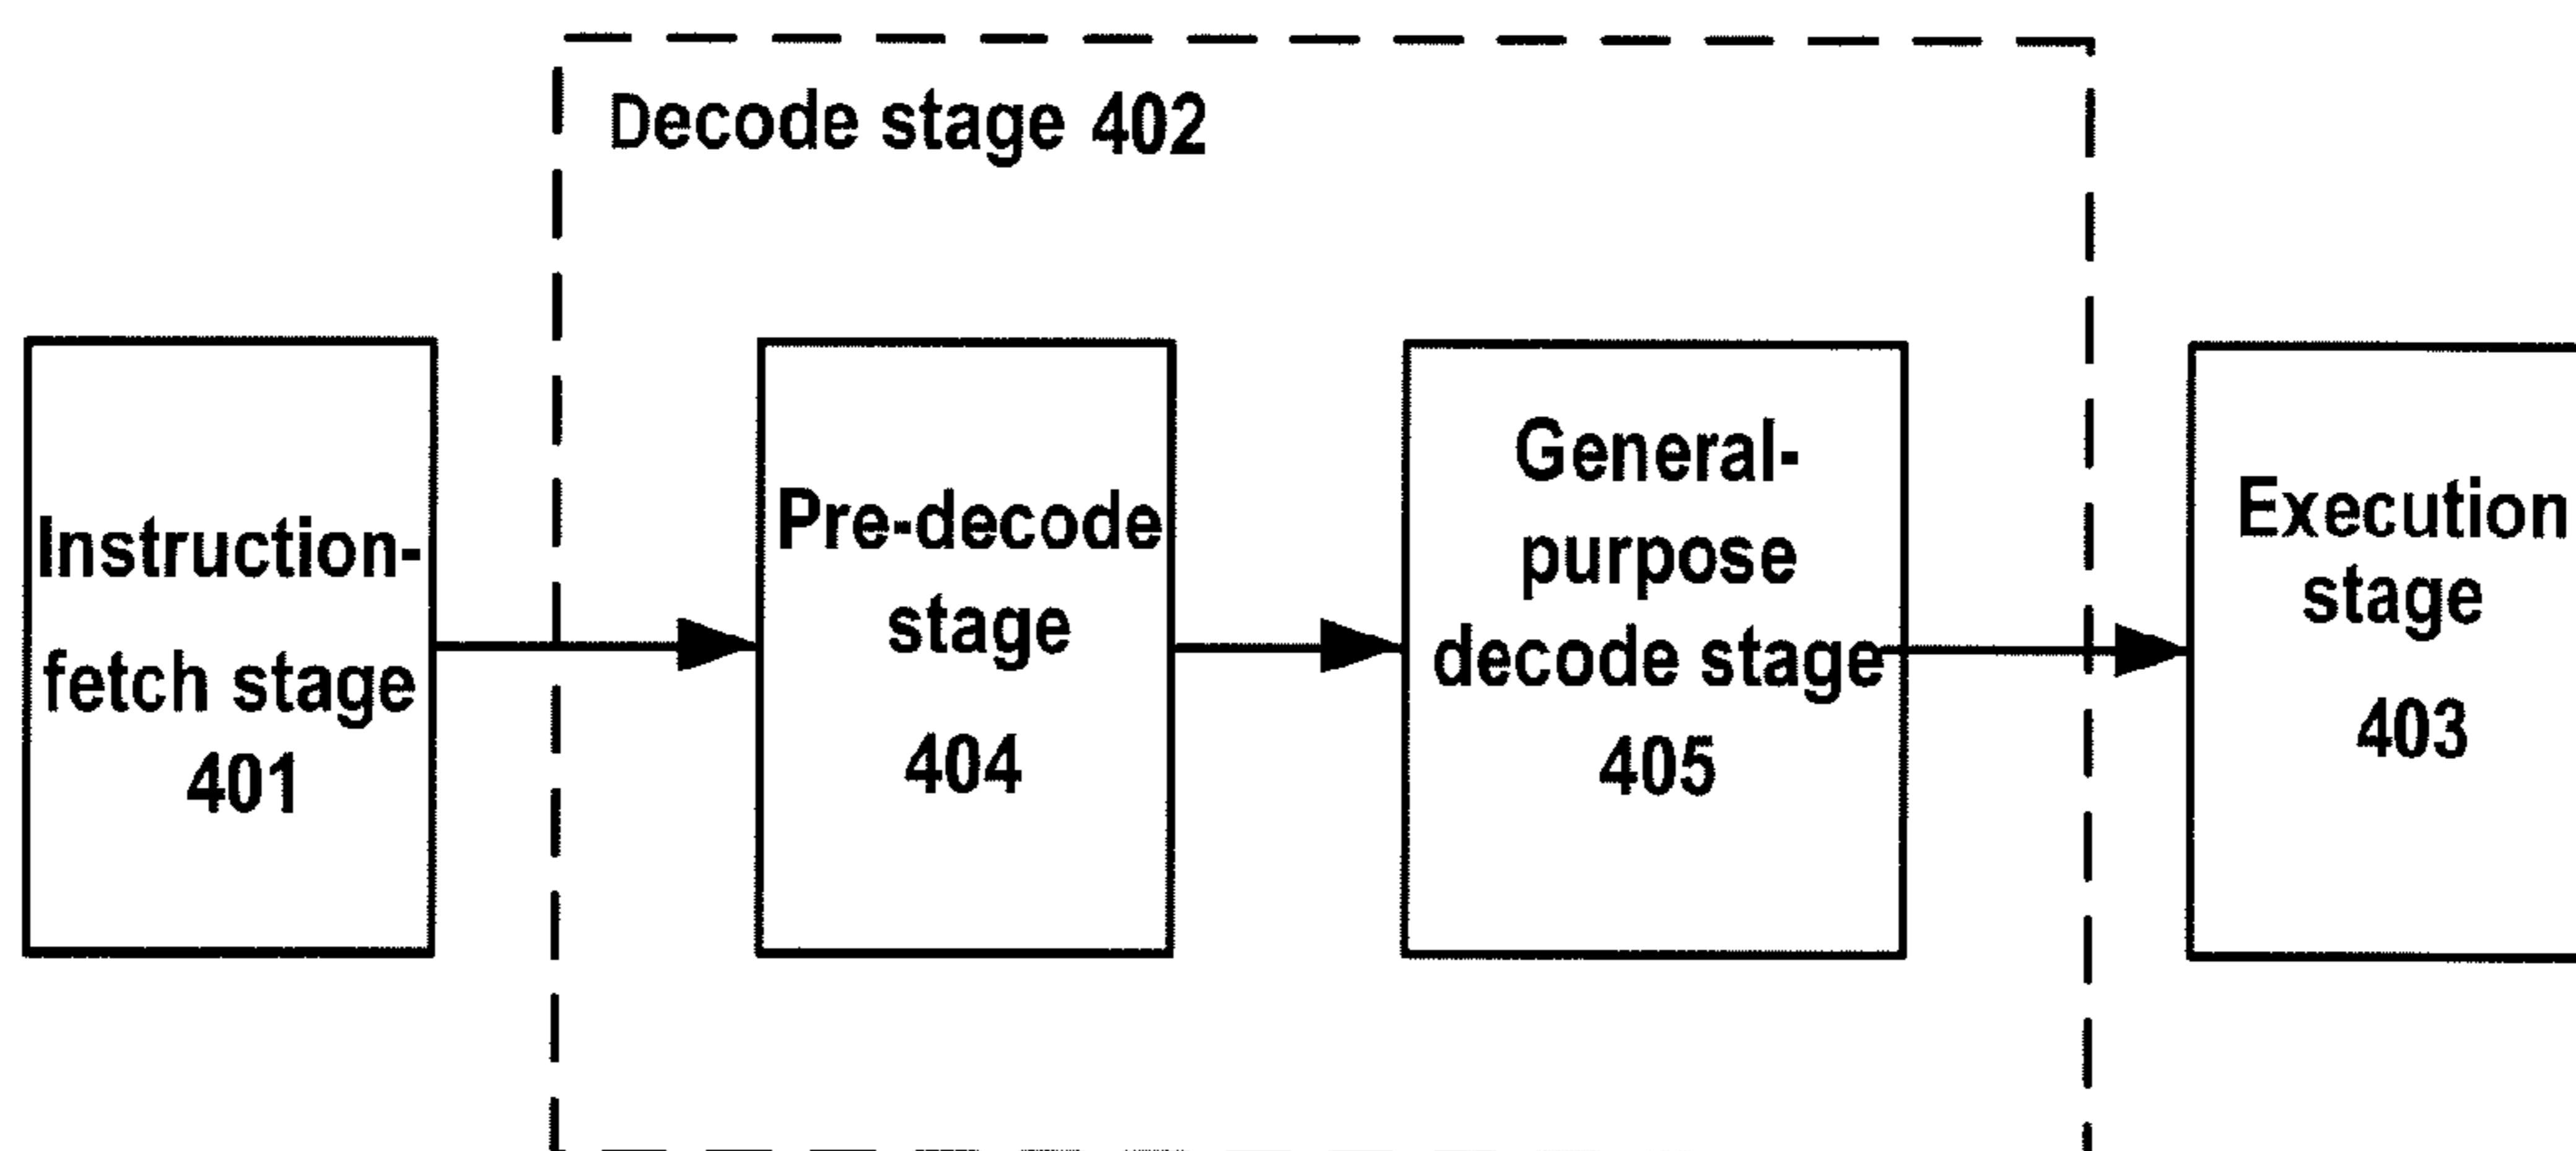 Decode stage 402
Instruction-
fetch stage
401
Pre-decode
stage
404
General-
purpose
decode stage
405
Execution
stage
403